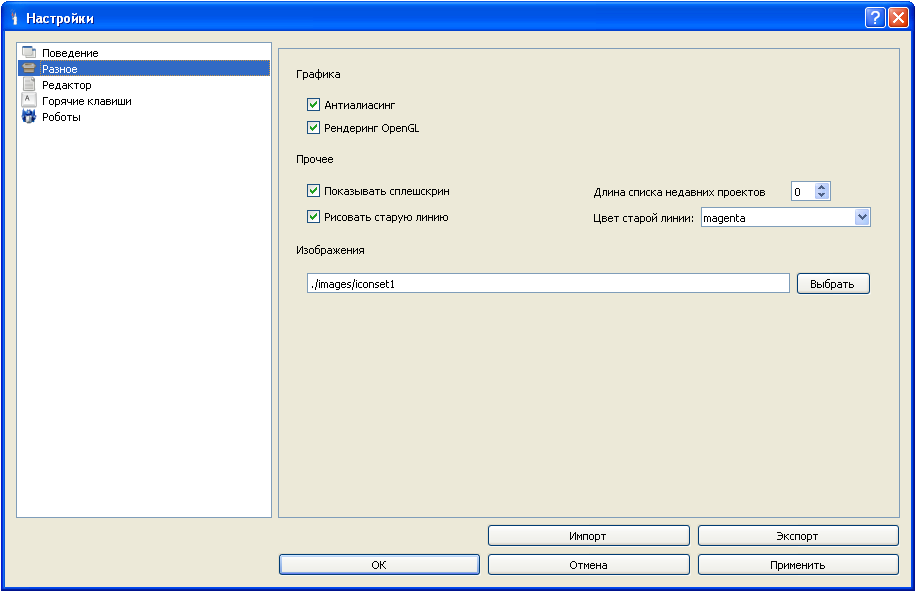 Настройки
Поведение
Разное
Редактор
Горячие клавиши
Роботы
Графика
Антиалиасинг
Рендеринг OpenGL
Прочее
Показывать сплешскрин
Длина списка недавних проектов 0
Рисовать старую линию
Цвет старой линии: magenta
Изображения
./images/iconset1 Выбрать
Импорт Экспорт
OK Отмена Применить